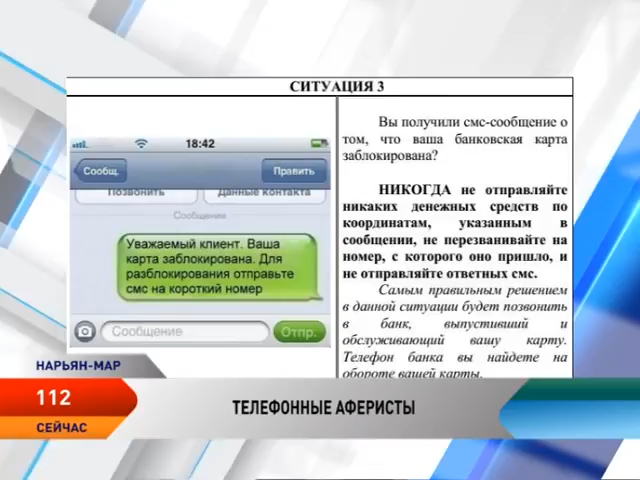 СИТУАЦИЯ 3
18:42
Сообщ.
Править
Позвонить
Данные контакта
Сообщение
Уважаемый клиент. Ваша
карта заблокирована. Для
разблокирования отправьте
смс на короткий номер
Сообщение
Отпр.
Вы получили смс-сообщение о
том, что ваша банковская карта
заблокирована?
НИКОГДА не отправляйте
никаких денежных средств по
координатам, указанным в
сообщении, не перезванивайте на
номер, с которого оно пришло, и
не отправляйте ответных смс.
Самым правильным решением
в данной ситуации будет позвонить
в банк, выпустивший и
обслуживающий вашу карту.
Телефон банка вы найдете на
обороте вашей карты.
НАРЬЯН-МАР
112
СЕЙЧАС
ТЕЛЕФОННЫЕ АФЕРИСТЫ